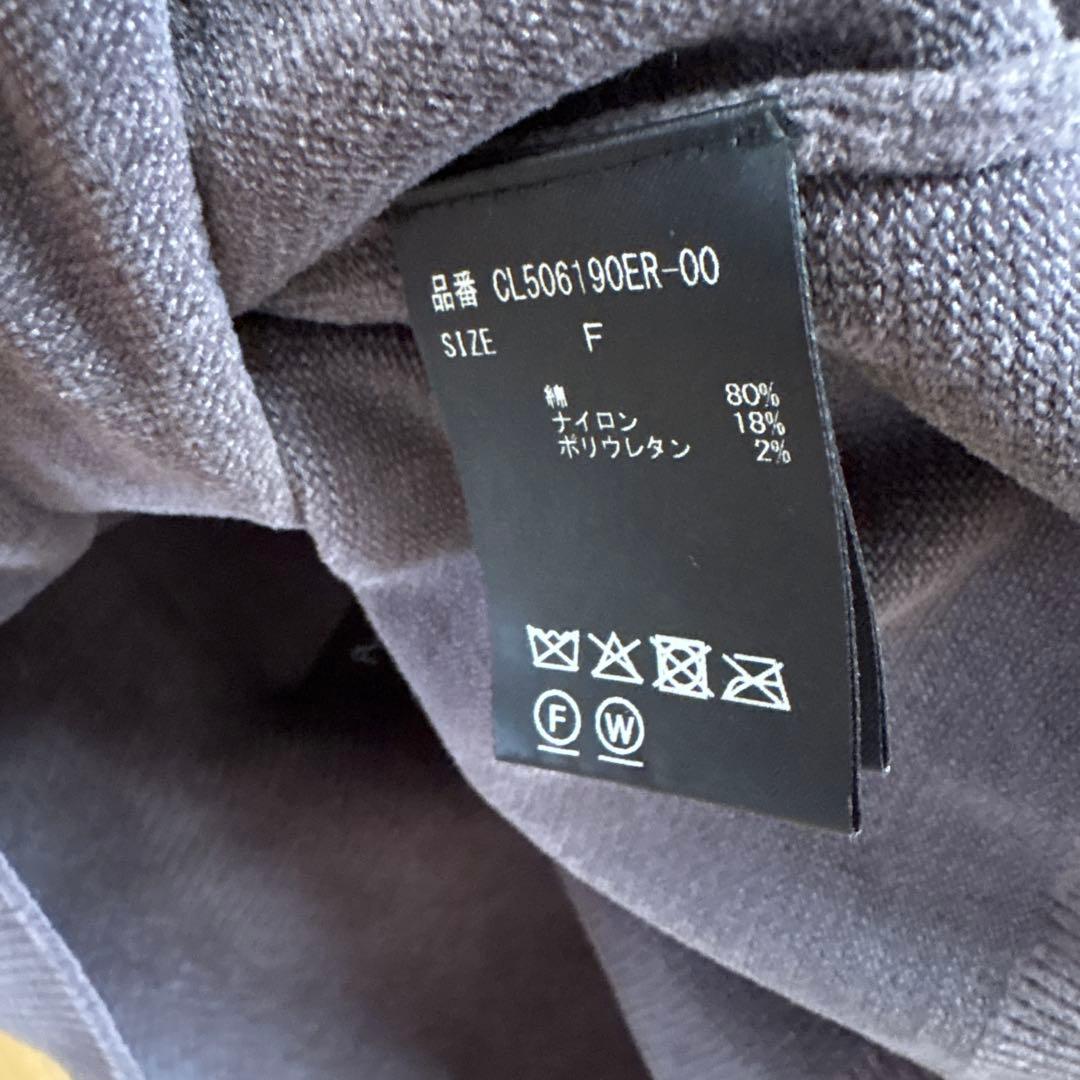 品番 CL506190ER-00
SIZE F
綿 80%
ナイロン 18%
ポリウレタン 2%
F W